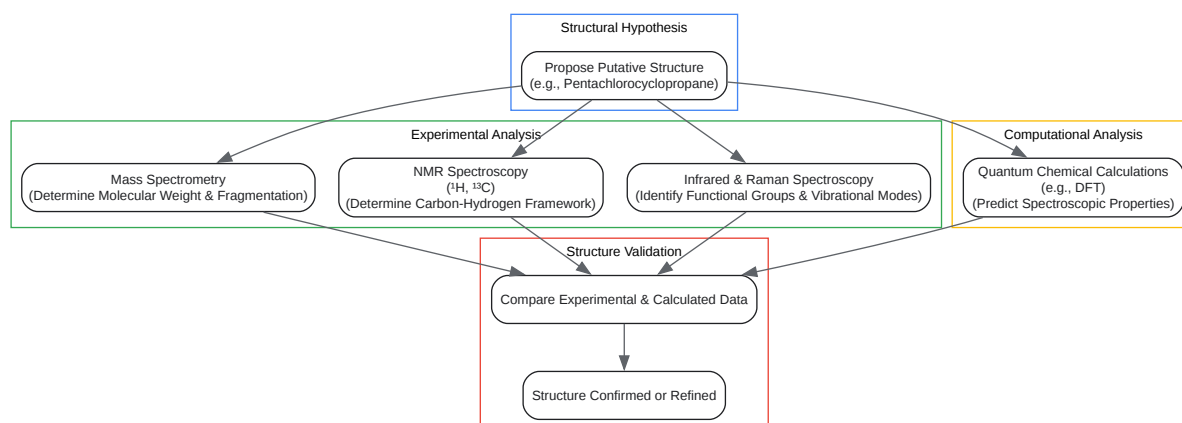 Structural Hypothesis
Propose Putative Structure
(e.g., Pentachlorocyclopropane)
Experimental Analysis
Computational Analysis
Mass Spectrometry
(Determine Molecular Weight & Fragmentation)
NMR Spectroscopy
(¹H, ¹³C)
(Determine Carbon-Hydrogen Framework)
Infrared & Raman Spectroscopy
(Identify Functional Groups & Vibrational Modes)
Quantum Chemical Calculations
(e.g., DFT)
(Predict Spectroscopic Properties)
Structure Validation
Compare Experimental & Calculated Data
Structure Confirmed or Refined